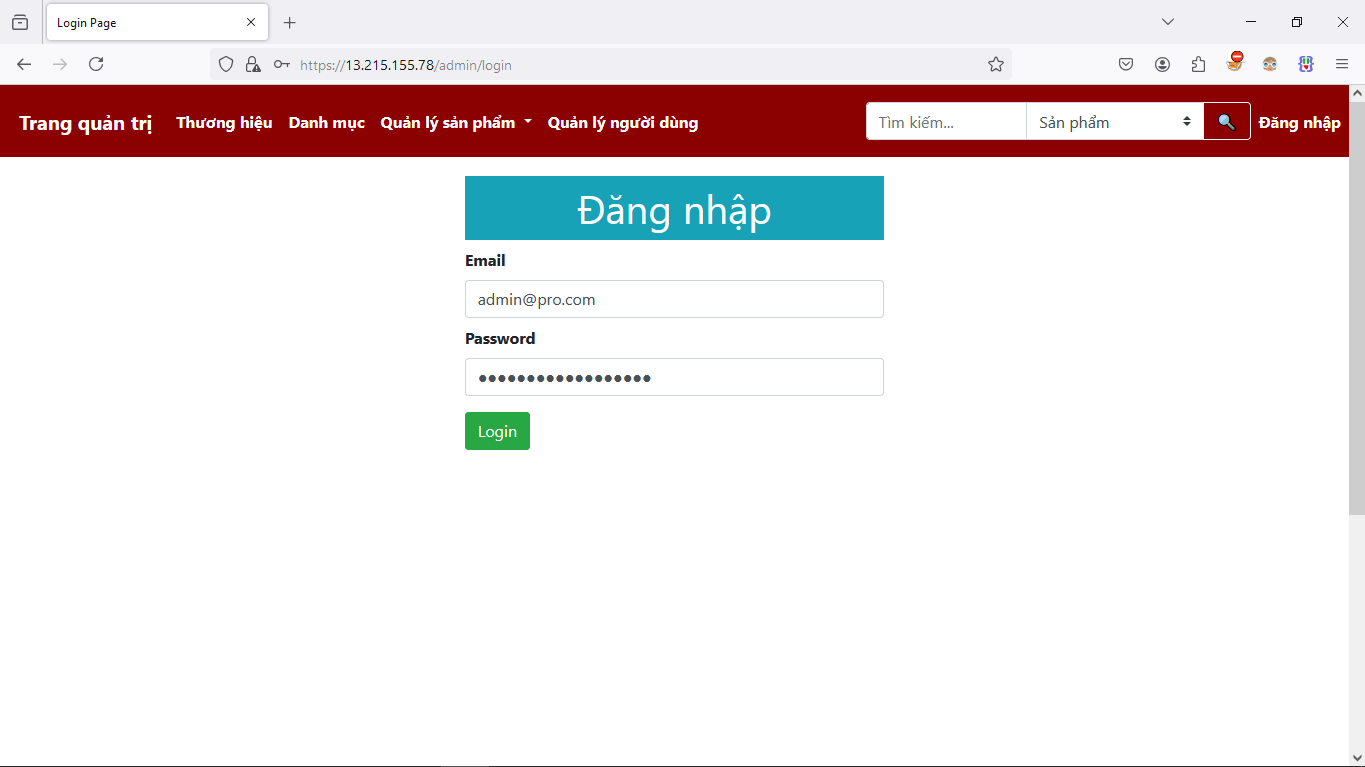 Login Page
https://13.215.155.78/admin/login
Trang quản trị Thương hiệu Danh mục Quản lý sản phẩm Quản lý người dùng Tìm kiếm... Sản phẩm Đăng nhập
Đăng nhập
Email
admin@pro.com
Password
Login